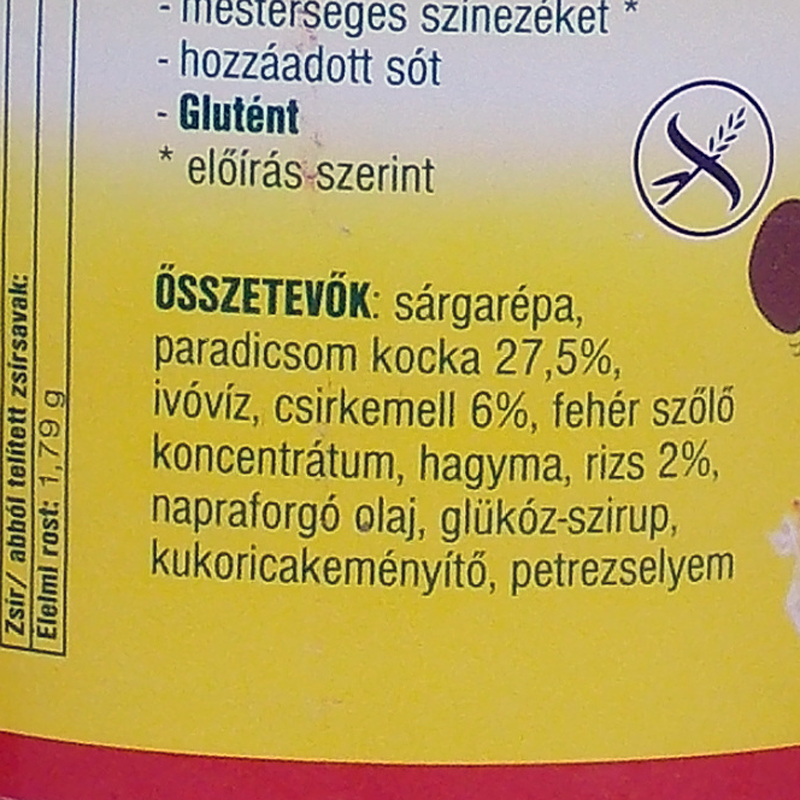 - mesterséges színezéket *
- hozzáadott sót
- Glutént
* előírás szerint
ŐSSZETEVŐK: sárgarépa,
paradicsom kocka 27,5%,
ivóvíz, csirkemell 6%, fehér szőlő
koncentrátum, hagyma, rizs 2%,
napraforgó olaj, glükóz-szirup,
kukoricakeményítő, petrezselyem
Zsír/ abból telített zsírsavak:
Élelmi rost: 1,79 g